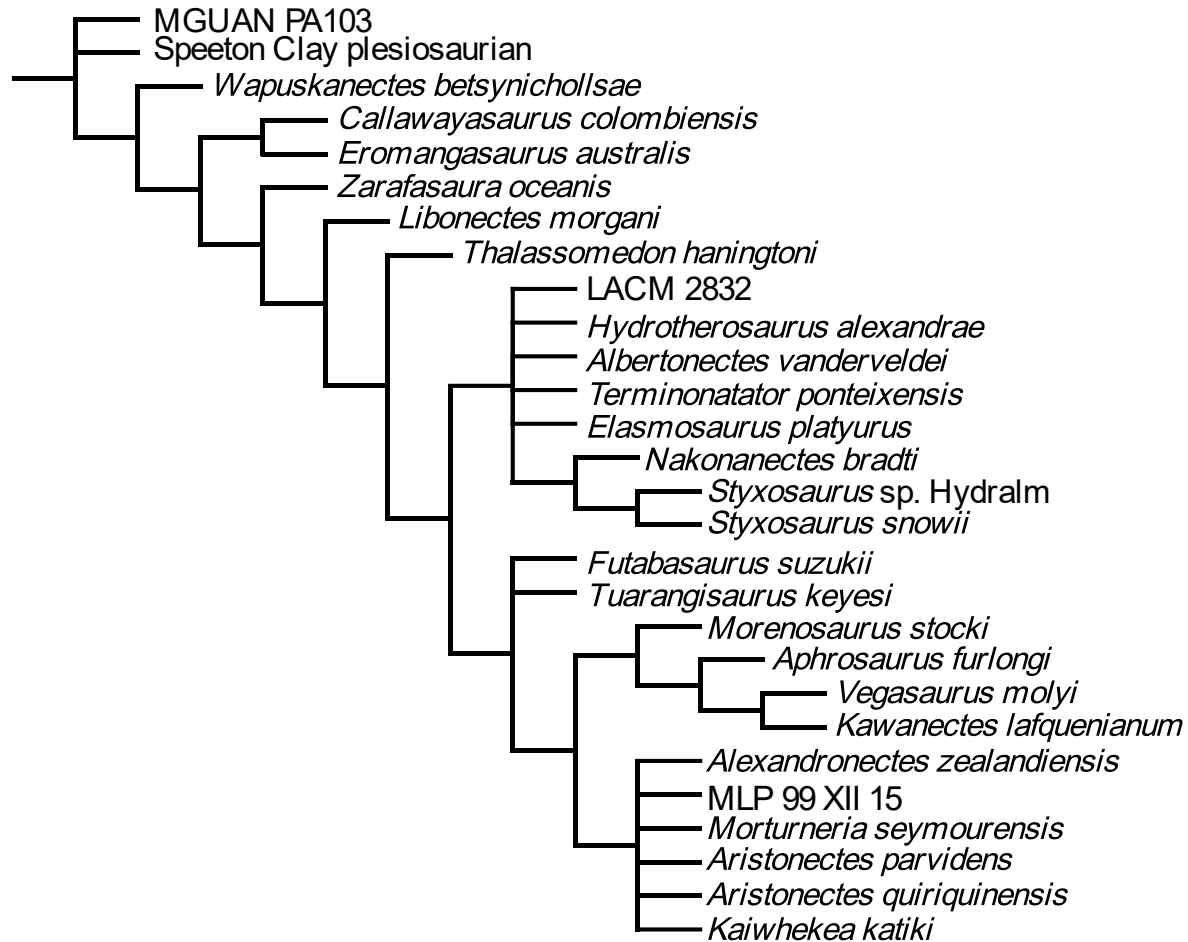 MGUAN PA103
Speeton Clay plesiosaurian
Wapuskanectes betsynichollsae
Callawayasaurus colombiensis
Eromangasaurus australis
Zarafasaura oceanis
Libonectes morgani
Thalassomedon haningtoni
LACM 2832
Hydrotherosaurus alexandrae
Albertonectes vanderveldei
Terminonatator ponteixensis
Elasmosaurus platyurus
Nakonanectes bradti
Styxosaurus sp. Hydralm
Styxosaurus snowii
Futabasaurus suzukii
Tuarangisaurus keyesi
Morenosaurus stocki
Aphrosaurus furlongi
Vegasaurus molyi
Kawanectes lafquenianum
Alexandronectes zealandiensis
MLP 99 XII 15
Morturneria seymourensis
Aristonectes parvidens
Aristonectes quiriquinensis
Kaiwhekea katiki